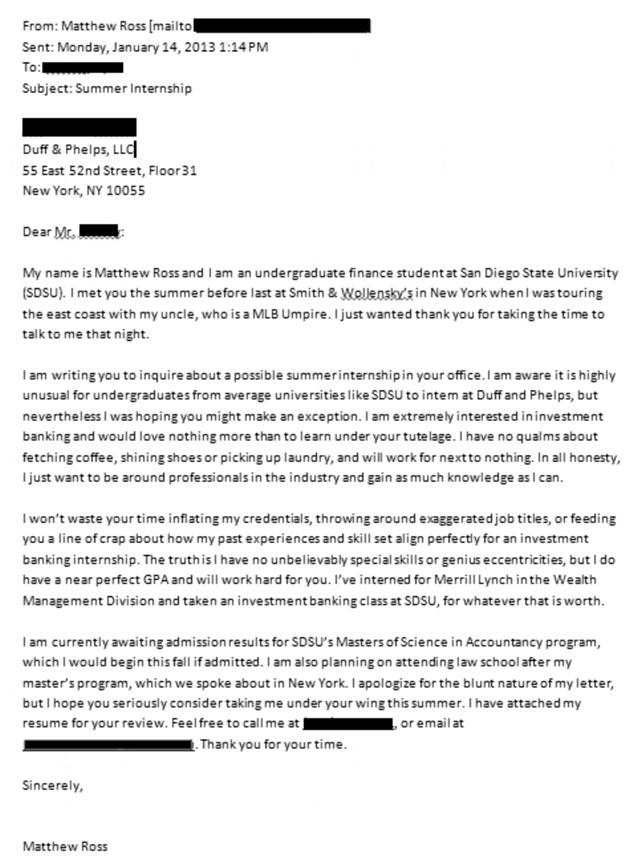 From: Matthew Ross [mailto
Sent: Monday, January 14, 2013 1:14 PM
To:
Subject: Summer Internship
Duff & Phelps, LLC
55 East 52nd Street, Floor 31
New York, NY 10055
Dear Mr. :
My name is Matthew Ross and I am an undergraduate finance student at San Diego State University
(SDSU). I met you the summer before last at Smith & Wollensky's in New York when I was touring
the east coast with my uncle, who is a MLB Umpire. I just wanted thank you for taking the time to
talk to me that night.
I am writing you to inquire about a possible summer internship in your office. I am aware it is highly
unusual for undergraduates from average universities like SDSU to intern at Duff and Phelps, but
nevertheless I was hoping you might make an exception. I am extremely interested in investment
banking and would love nothing more than to learn under your tutelage. I have no qualms about
fetching coffee, shining shoes or picking up laundry, and will work for next to nothing. In all honesty,
I just want to be around professionals in the industry and gain as much knowledge as I can.
I won't waste your time inflating my credentials, throwing around exaggerated job titles, or feeding
you a line of crap about how my past experiences and skill set align perfectly for an investment
banking internship. The truth is I have no unbelievably special skills or genius eccentricities, but I do
have a near perfect GPA and will work hard for you. I've interned for Merrill Lynch in the Wealth
Management Division and taken an investment banking class at SDSU, for whatever that is worth.
I am currently awaiting admission results for SDSU's Masters of Science in Accountancy program,
which I would begin this fall if admitted. I am also planning on attending law school after my
master's program, which we spoke about in New York. I apologize for the blunt nature of my letter,
but I hope you seriously consider taking me under your wing this summer. I have attached my
resume for your review. Feel free to call me at , or email at
. Thank you for your time.
Sincerely,
Matthew Ross